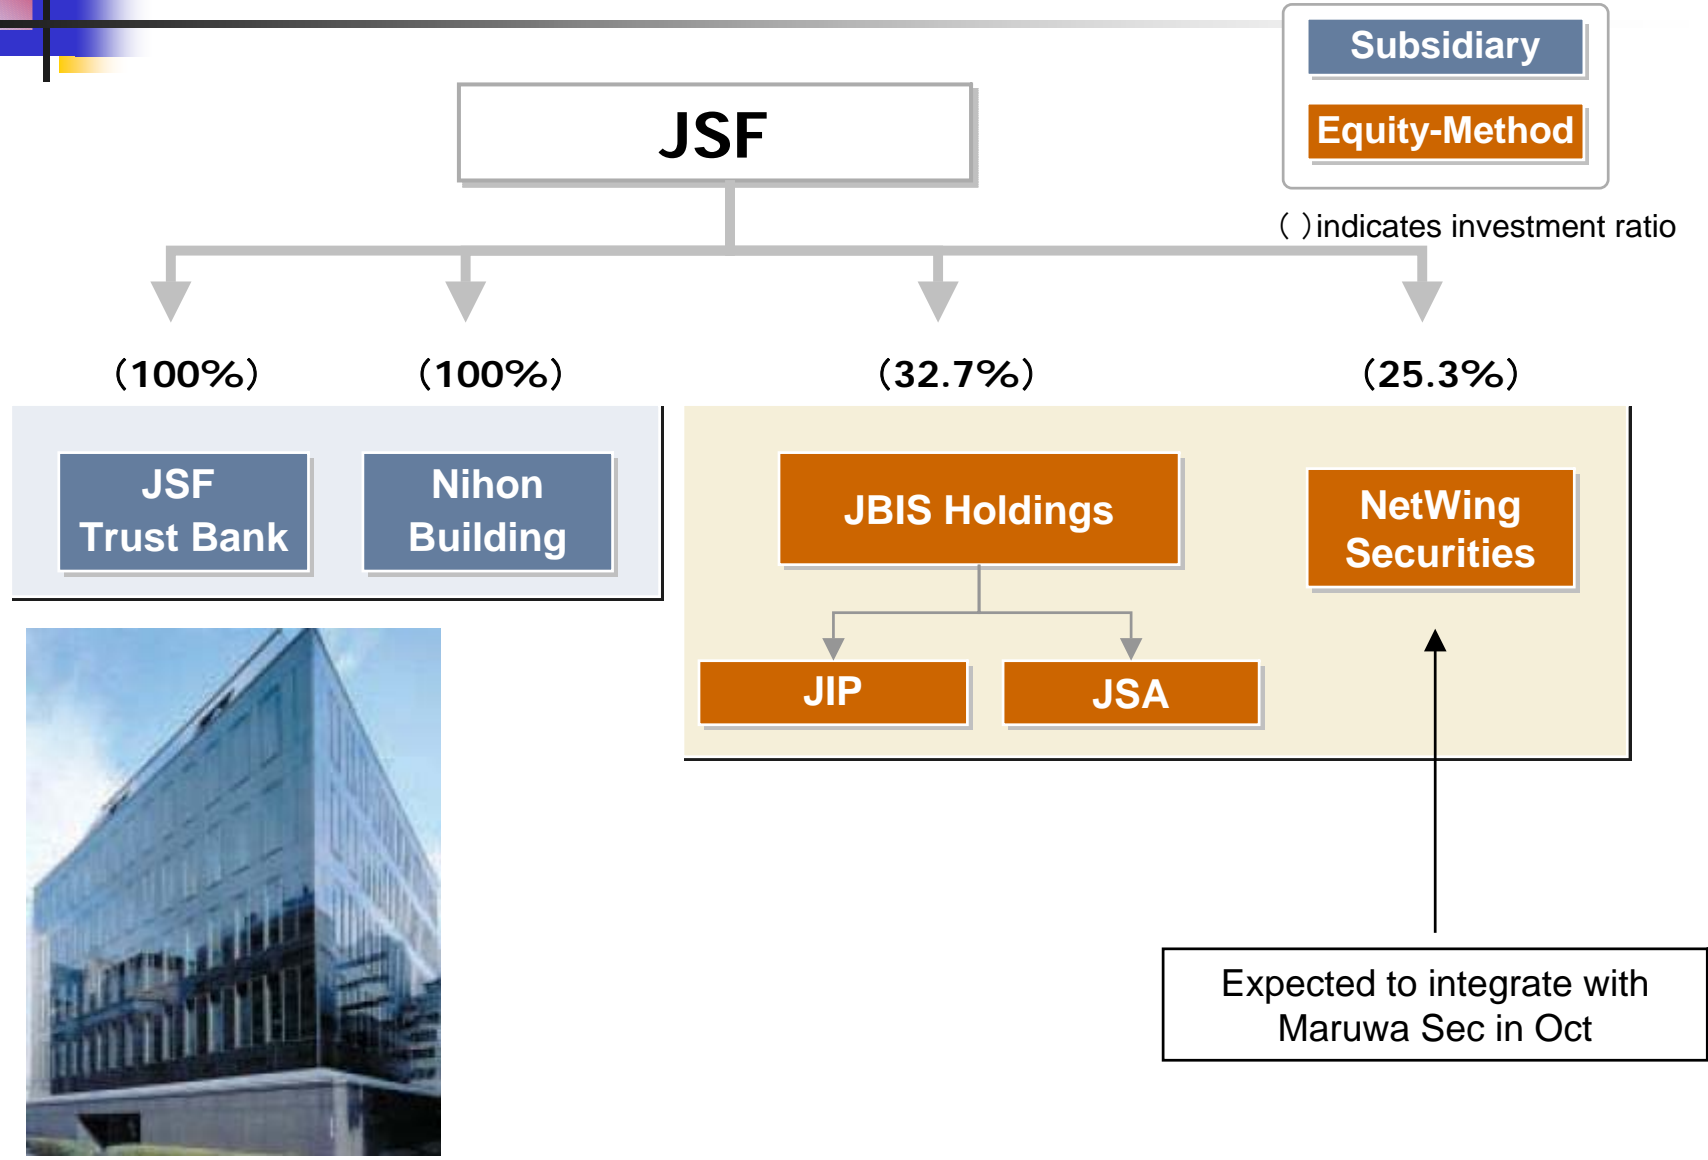 Subsidiary
Equity-Method
JSF
（ ）indicates investment ratio
（100%）
（100%）
（32.7%）
（25.3%）
JSF
Trust Bank
Nihon
Building
JBIS Holdings
NetWing
Securities
JIP
JSA
Expected to integrate with
Maruwa Sec in Oct